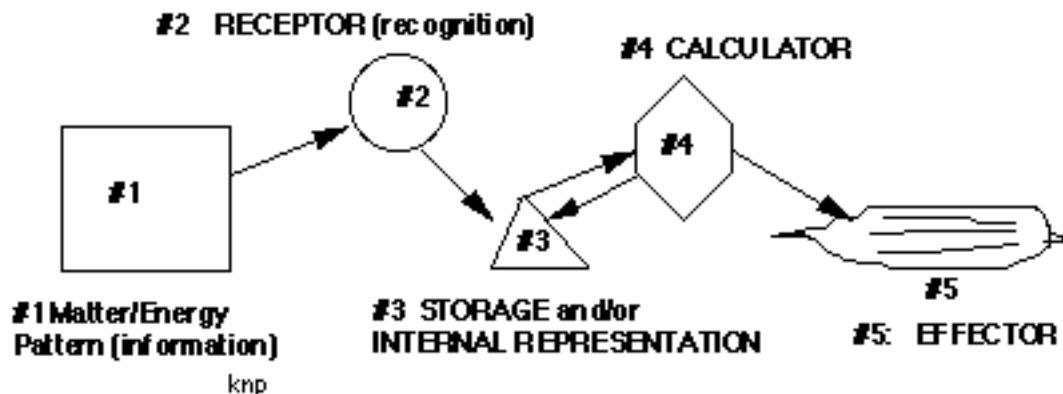 #2 RECEPTOR (recognition)
#4 CALCULATOR
#2
#4
#1
#3
#5
#1 Matter/Energy
Pattern (information)
#3 STORAGE and/or
INTERNAL REPRESENTATION
#5: EFFECTOR
knp